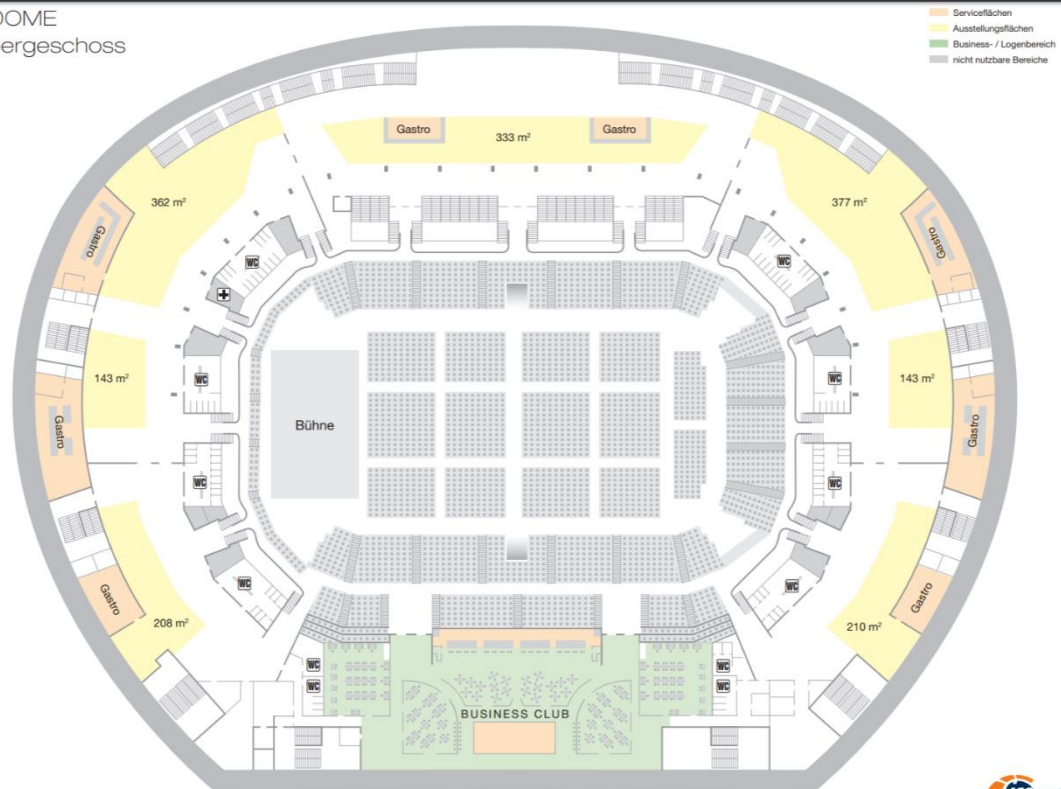 DOME
ergeschoss
Serviceflächen
Ausstellungsflächen
Business- / Logenbereich
nicht nutzbare Bereiche
Gastro
333 m²
Gastro
362 m²
377 m²
Gastro
Gastro
WC
WC
143 m²
143 m²
WC
WC
Gastro
Bühne
Gastro
WC
WC
WC
WC
Gastro
Gastro
208 m²
210 m²
WC
WC
WC
WC
BUSINESS CLUB